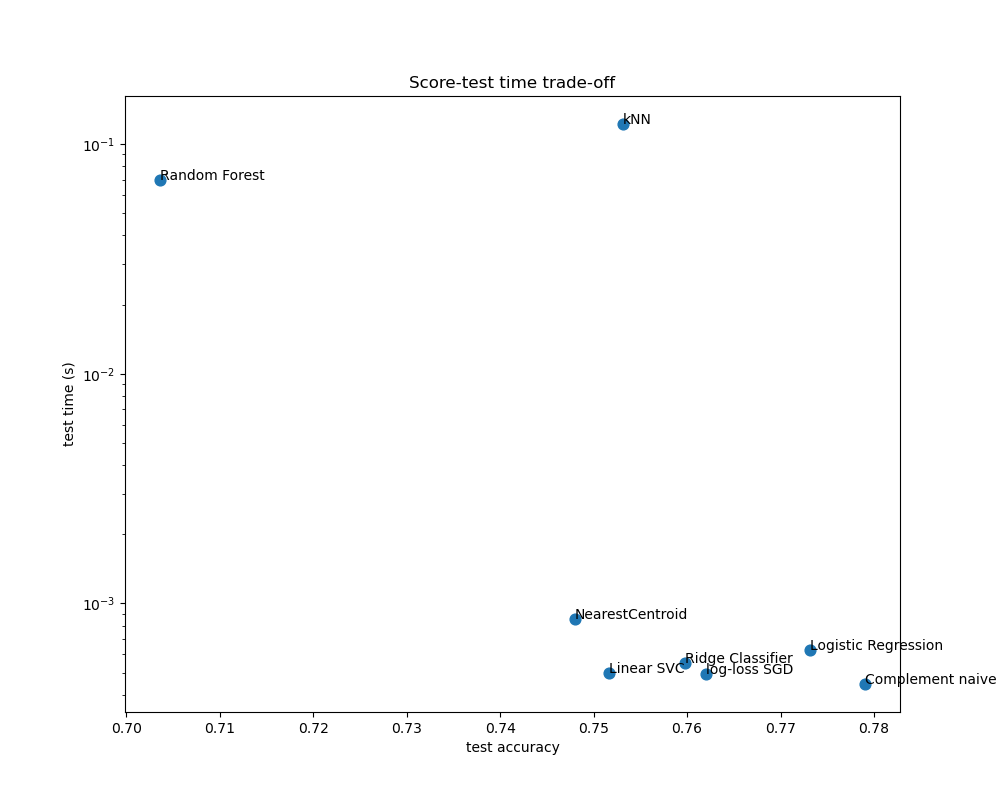 Score-test time trade-off
kNN
10⁻¹
Random Forest
10⁻²
test time (s)
10⁻³
NearestCentroid
Logistic Regression
Ridge Classifier
Linear SVC
log-loss SGD
Complement naive
0.70 0.71 0.72 0.73 0.74 0.75 0.76 0.77 0.78
test accuracy